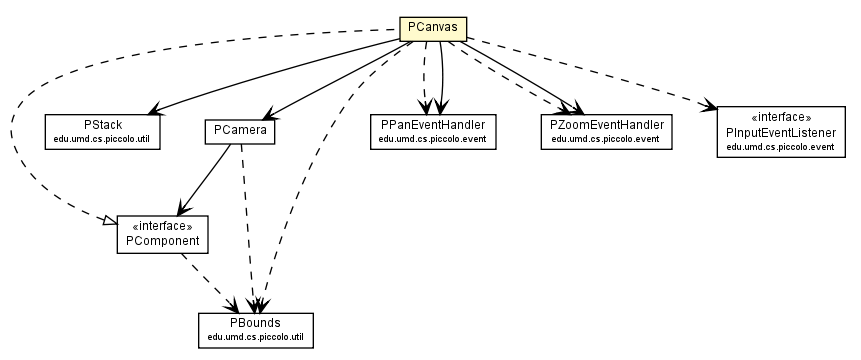 PCanvas
PStack
edu.umd.cs.piccolo.util
PCamera
PPanEventHandler
edu.umd.cs.piccolo.event
PZoomEventHandler
edu.umd.cs.piccolo.event
«interface»
PInputEventListener
edu.umd.cs.piccolo.event
«interface»
PComponent
PBounds
edu.umd.cs.piccolo.util